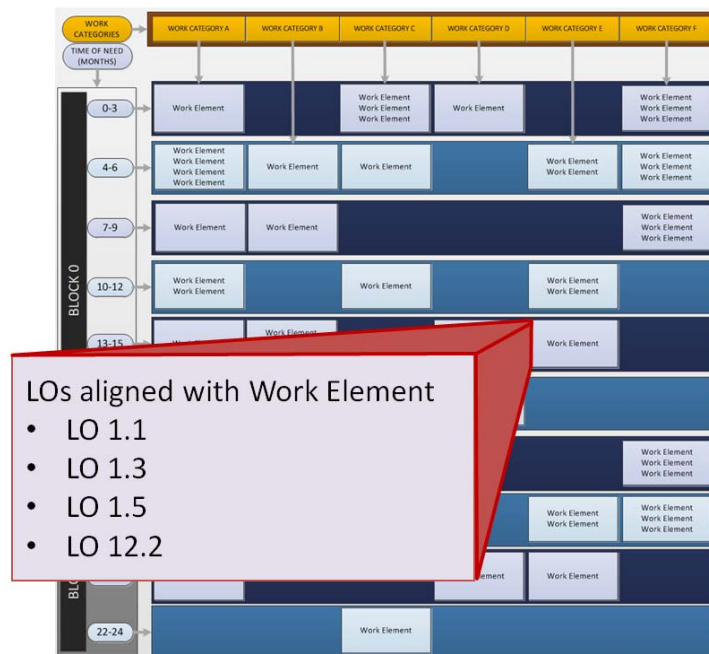 WORK
CATEGORIES
WORK CATEGORY A
WORK CATEGORY B
WORK CATEGORY C
WORK CATEGORY D
WORK CATEGORY E
WORK CATEGORY F
TIME OF NEED
(MONTHS)
BLOCK 0
0-3
Work Element
Work Element
Work Element
Work Element
Work Element
Work Element
Work Element
Work Element
4-6
Work Element
Work Element
Work Element
Work Element
Work Element
Work Element
Work Element
Work Element
Work Element
Work Element
Work Element
7-9
Work Element
Work Element
Work Element
Work Element
Work Element
10-12
Work Element
Work Element
Work Element
Work Element
Work Element
13-15
Work Element
Work Element
LOs aligned with Work Element
• LO 1.1
• LO 1.3
• LO 1.5
• LO 12.2
Work Element
Work Element
Work Element
Work Element
Work Element
Work Element
Work Element
Work Element
Element
Work Element
22-24
Work Element